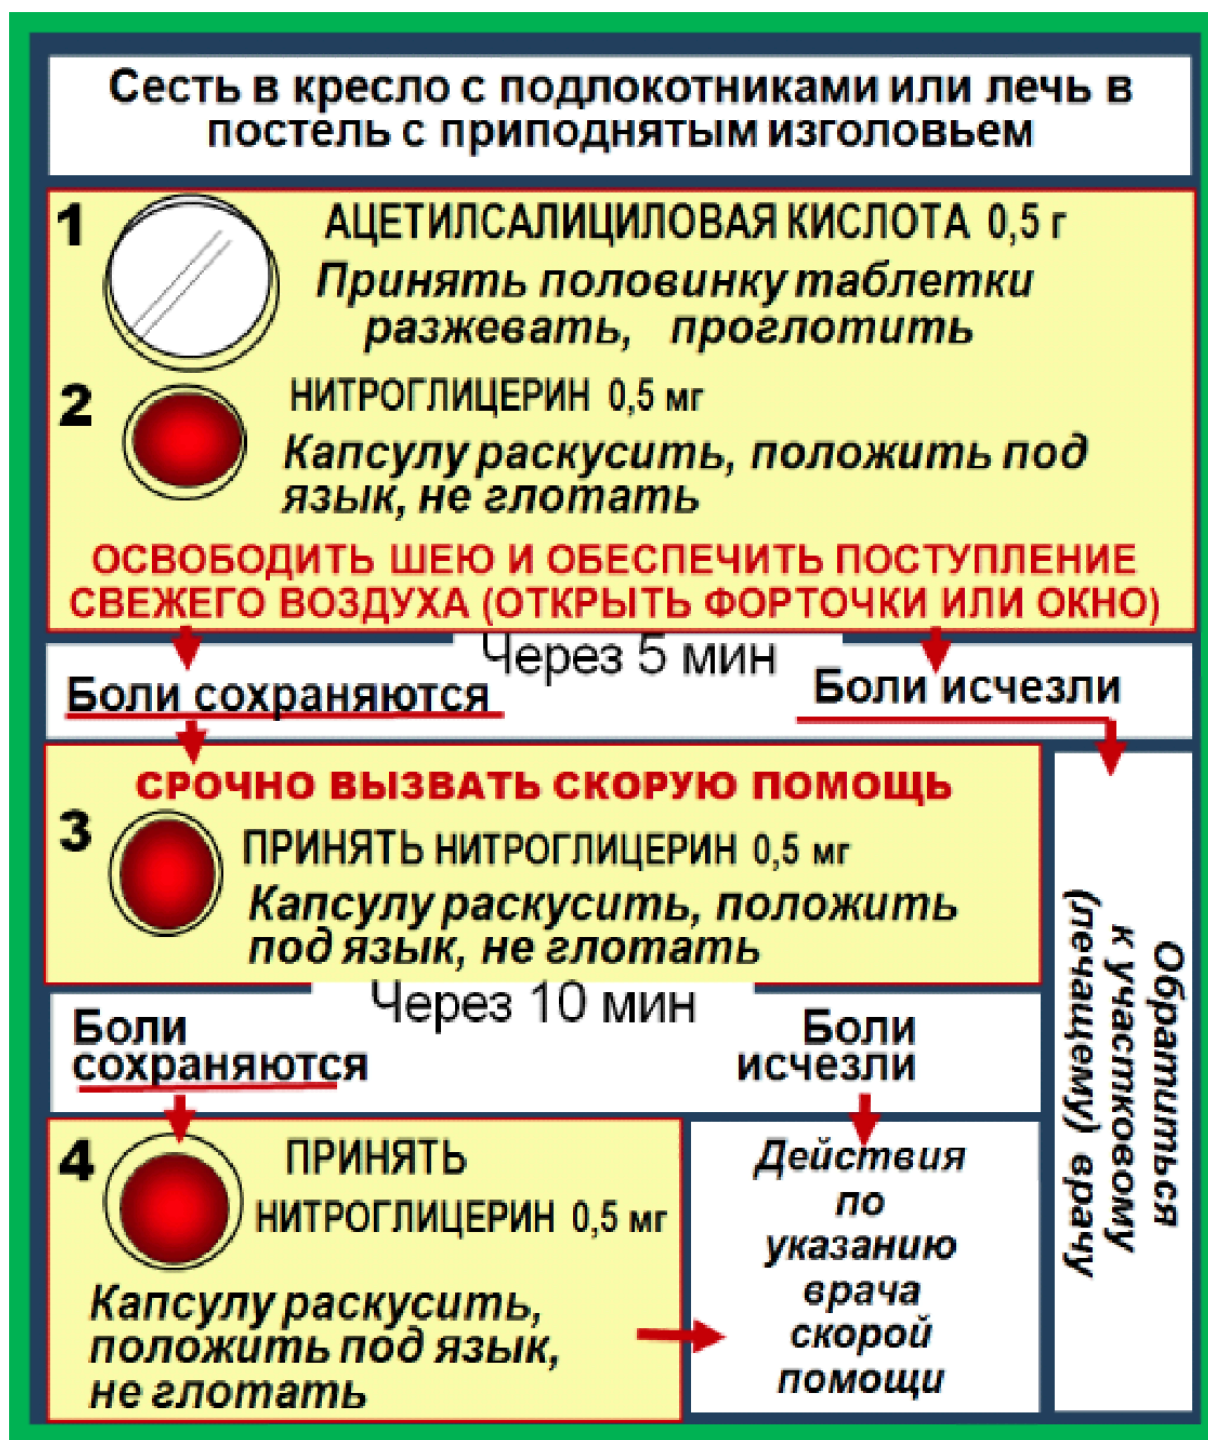 Сесть в кресло с подлокотниками или лечь в
постель с приподнятым изголовьем
1
АЦЕТИЛСАЛИЦИЛОВАЯ КИСЛОТА 0,5 г
Принять половинку таблетки
разжевать, проглотить
2
НИТРОГЛИЦЕРИН 0,5 мг
Капсулу раскусить, положить под
язык, не глотать
ОСВОБОДИТЬ ШЕЮ И ОБЕСПЕЧИТЬ ПОСТУПЛЕНИЕ
СВЕЖЕГО ВОЗДУХА (ОТКРЫТЬ ФОРТОЧКИ ИЛИ ОКНО)
Через 5 мин
Боли сохраняются
Боли исчезли
СРОЧНО ВЫЗВАТЬ СКОРУЮ ПОМОЩЬ
3
ПРИНЯТЬ НИТРОГЛИЦЕРИН 0,5 мг
Капсулу раскусить, положить
под язык, не глотать
Через 10 мин
Боли
сохраняются
Боли
исчезли
4
ПРИНЯТЬ
НИТРОГЛИЦЕРИН 0,5 мг
Капсулу раскусить,
положить под язык,
не глотать
Действия
по
указанию
врача
скорой
помощи
Обратиться
к участковому
(лечащему) врачу